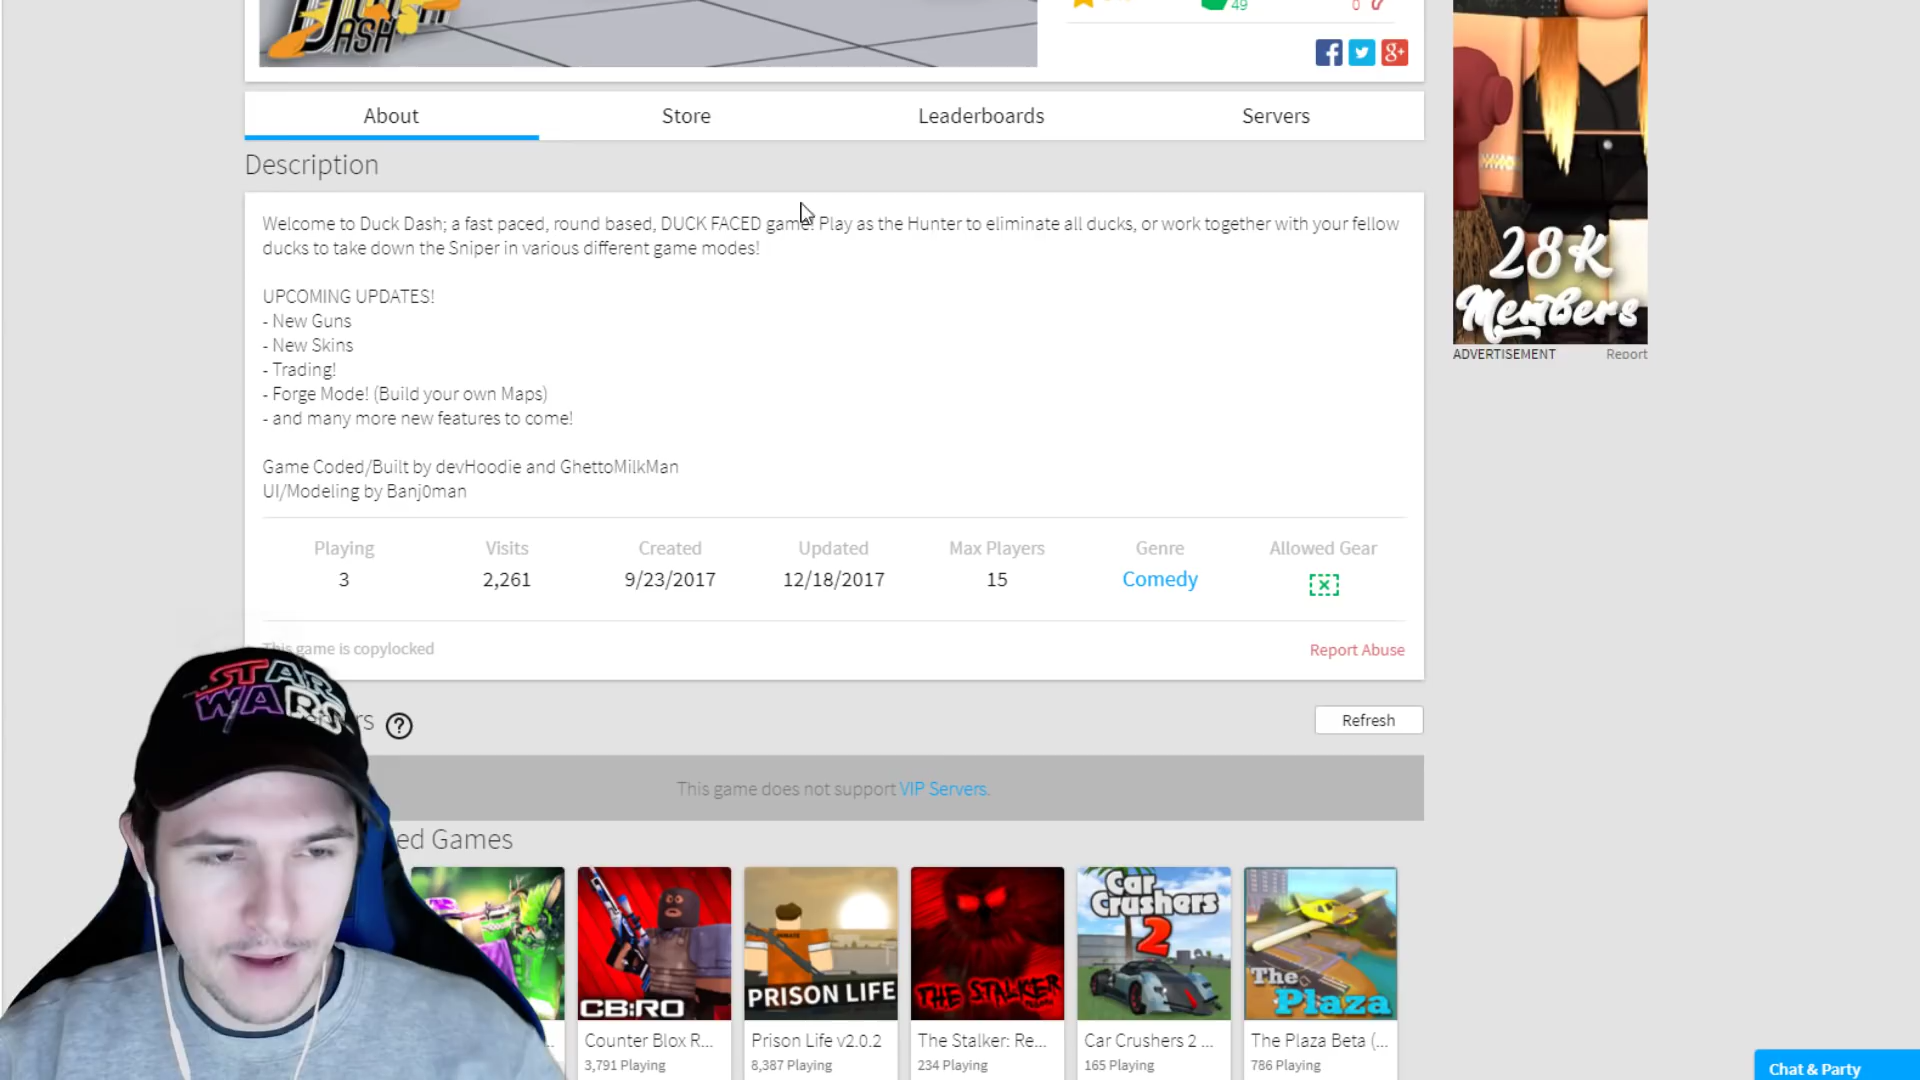 DASH
49
0
About
Store
Leaderboards
Servers
Description
Welcome to Duck Dash; a fast paced, round based, DUCK FACED game! Play as the Hunter to eliminate all ducks, or work together with your fellow
ducks to take down the Sniper in various different game modes!
UPCOMING UPDATES!
- New Guns
- New Skins
- Trading!
- Forge Mode! (Build your own Maps)
- and many more new features to come!
Game Coded/Built by devHoodie and GhettoMilkMan
UI/Modeling by Banj0man
Playing
Visits
Created
Updated
Max Players
Genre
Allowed Gear
3
2,261
9/23/2017
12/18/2017
15
Comedy
This game is copylocked
Report Abuse
Refresh
This game does not support VIP Servers.
ed Games
CB:RO
PRISON LIFE
THE STALKER
Car Crushers 2
The Plaza
Counter Blox R...
Prison Life v2.0.2
The Stalker: Re...
Car Crushers 2 ...
The Plaza Beta (...
3,791 Playing
8,387 Playing
234 Playing
165 Playing
786 Playing
28K
Members
ADVERTISEMENT
Report
STAR
WARS
Chat & Party